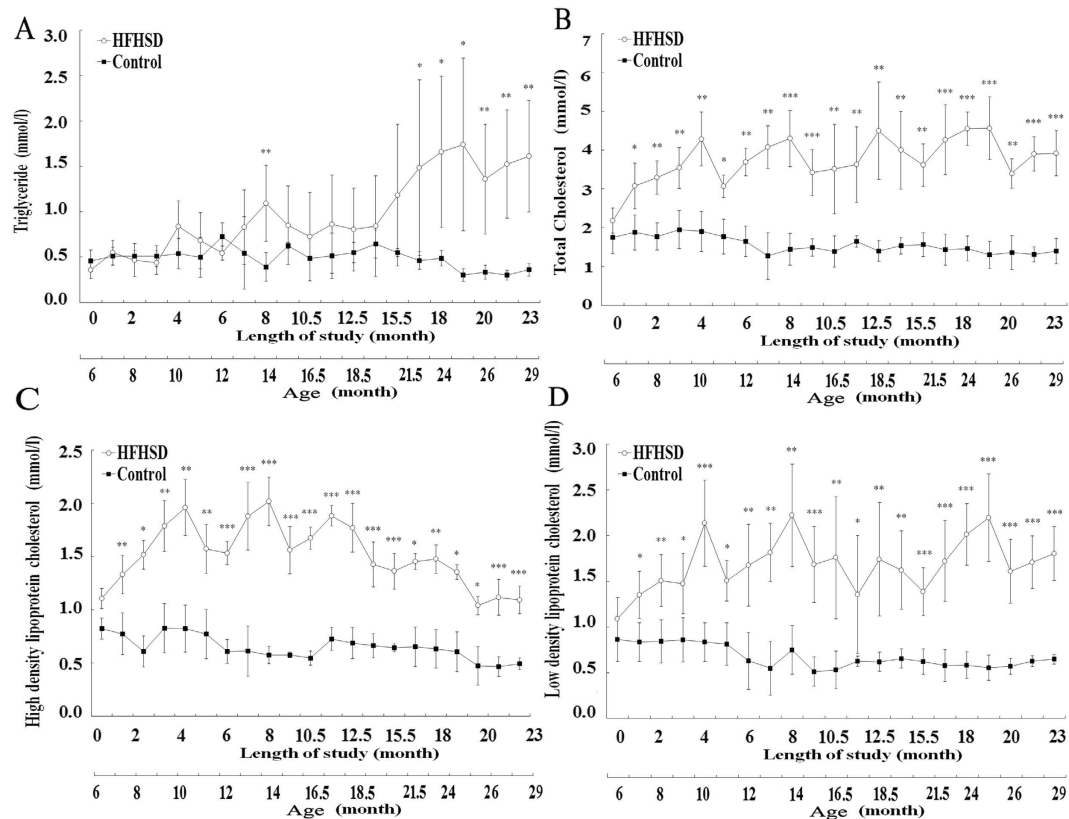 A
HFHSD
Control
** * * * ** ** **
Triglyceride (mmol/l)
3.0
2.5
2.0
1.5
1.0
0.5
0.0
0 2 4 6 8 10.5 12.5 15.5 18 20 23
Length of study (month)
6 8 10 12 14 16.5 18.5 21.5 24 26 29
Age (month)
B
HFHSD
Control
* ** ** ** * ** ** *** *** ** ** ** ** ** *** *** *** ** *** ***
Total Cholesterol (mmol/l)
7
6
5
4
3
2
1
0
0 2 4 6 8 10.5 12.5 15.5 18 20 23
Length of study (month)
6 8 10 12 14 16.5 18.5 21.5 24 26 29
Age (month)
C
HFHSD
Control
** * ** ** ** *** *** *** *** *** *** *** *** *** * ** * * *** ***
High density lipoprotein cholesterol (mmol/l)
2.5
2.0
1.5
1.0
0.5
0.0
0 2 4 6 8 10.5 12.5 15.5 18 20 23
Length of study (month)
6 8 10 12 14 16.5 18.5 21.5 24 26 29
Age (month)
D
HFHSD
Control
* ** * *** * ** ** ** *** ** * ** ** *** *** *** *** *** *** ***
Low density lipoprotein cholesterol (mmol/l)
3.0
2.5
2.0
1.5
1.0
0.5
0.0
0 2 4 6 8 10.5 12.5 15.5 18 20 23
Length of study (month)
6 8 10 12 14 16.5 18.5 21.5 24 26 29
Age (month)